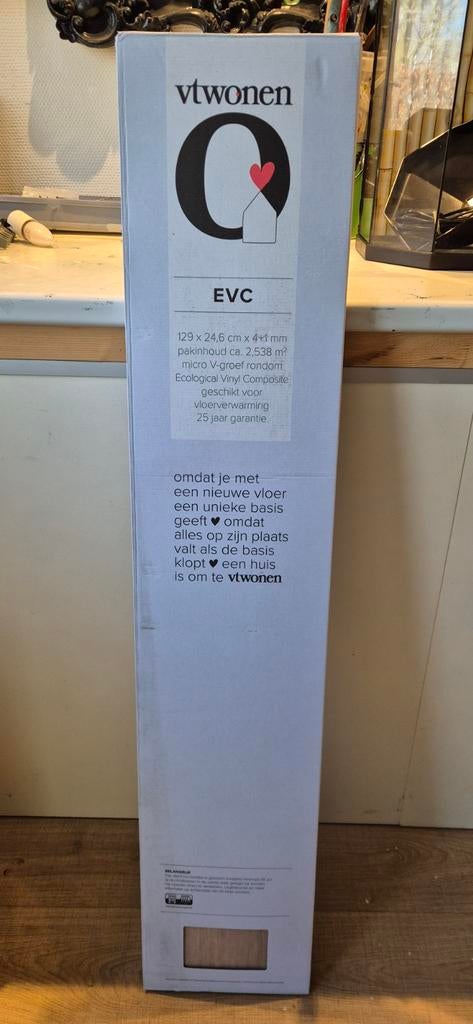 vtwonen
EVC
129 x 24,6 cm x 4+1 mm
pakinhoud ca. 2,538 m²
micro V-groef rondom
Ecological Vinyl Composite
geschikt voor
vloerverwarming
25 jaar garantie.
omdat je met
een nieuwe vloer
een unieke basis
geeft ♥ omdat
alles op zijn plaats
valt als de basis
klopt ♥ een huis
is om te vtwonen
BELANGRIJK